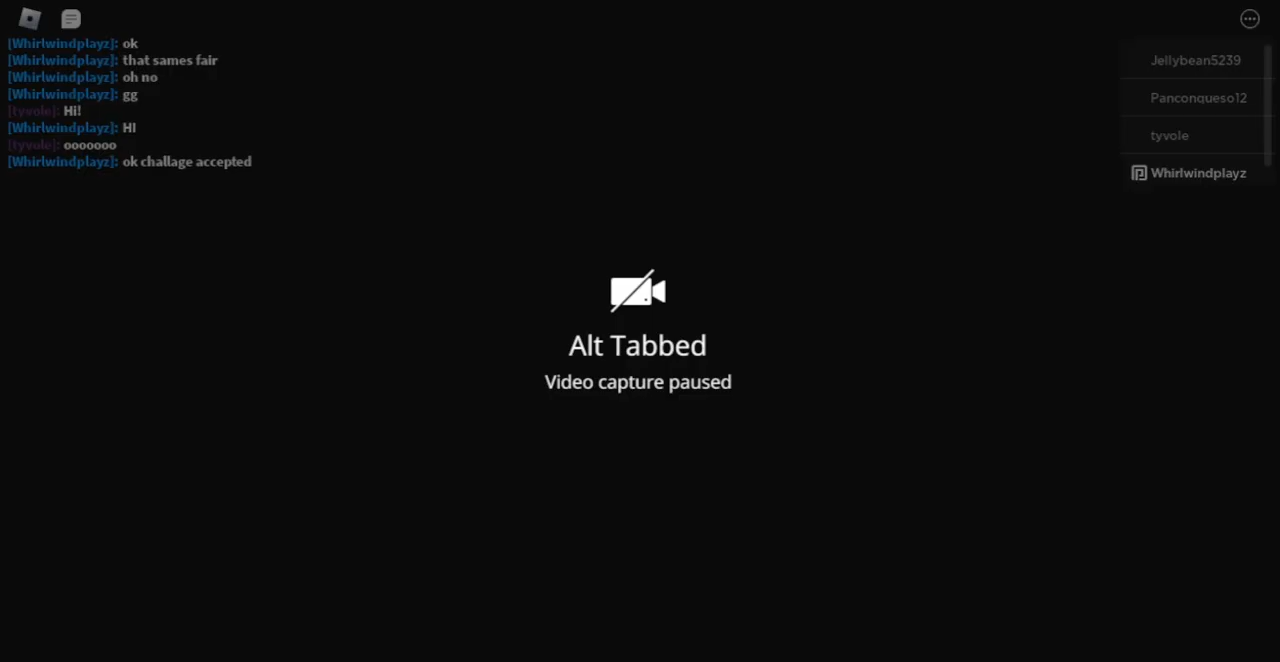 [Whirlwindplayz]: ok
[Whirlwindplayz]: that sames fair
[Whirlwindplayz]: oh no
[Whirlwindplayz]: gg
[tyvole]: Hi!
[Whirlwindplayz]: HI
[tyvole]: ooooooo
[Whirlwindplayz]: ok challage accepted
Jellybean5239
Panconqueso12
tyvole
Whirlwindplayz
Alt Tabbed
Video capture paused